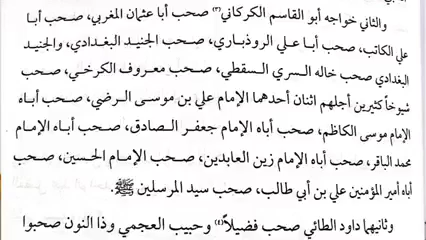 والثاني خواجه أبو القاسم الكركاني(٣) صحب أبا عثمان المغربي، صحب أبا
علي الكاتب، صحب أبا علي الروذباري، صحب الجنيد البغدادي، والجنيد
البغدادي صحب خاله السري السقطي، صحب معروف الكرخي، صحب
شيوخاً كثيرين أجلهم اثنان أحدهما الإمام علي بن موسى الرضي، صحب أباه
الإمام موسى الكاظم، صحب أباه الإمام جعفر الصادق، صحب أباه الإمام
محمد الباقر، صحب أباه الإمام زين العابدين، صحب الإمام الحسين، صحب
أباه أمير المؤمنين علي بن أبي طالب، صحب سيد المرسلين ﷺ.
وثانيهما داود الطائي صحب فضيلاً(٤) وحبيب العجمي وذا النون صحبوا